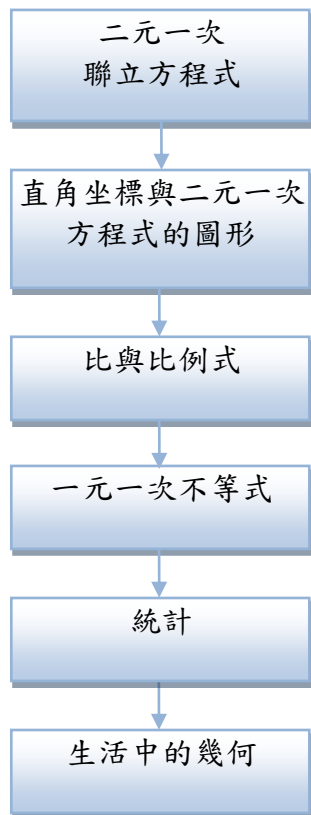 二元一次
聯立方程式
直角坐標與二元一次
方程式的圖形
比與比例式
一元一次不等式
統計
生活中的幾何